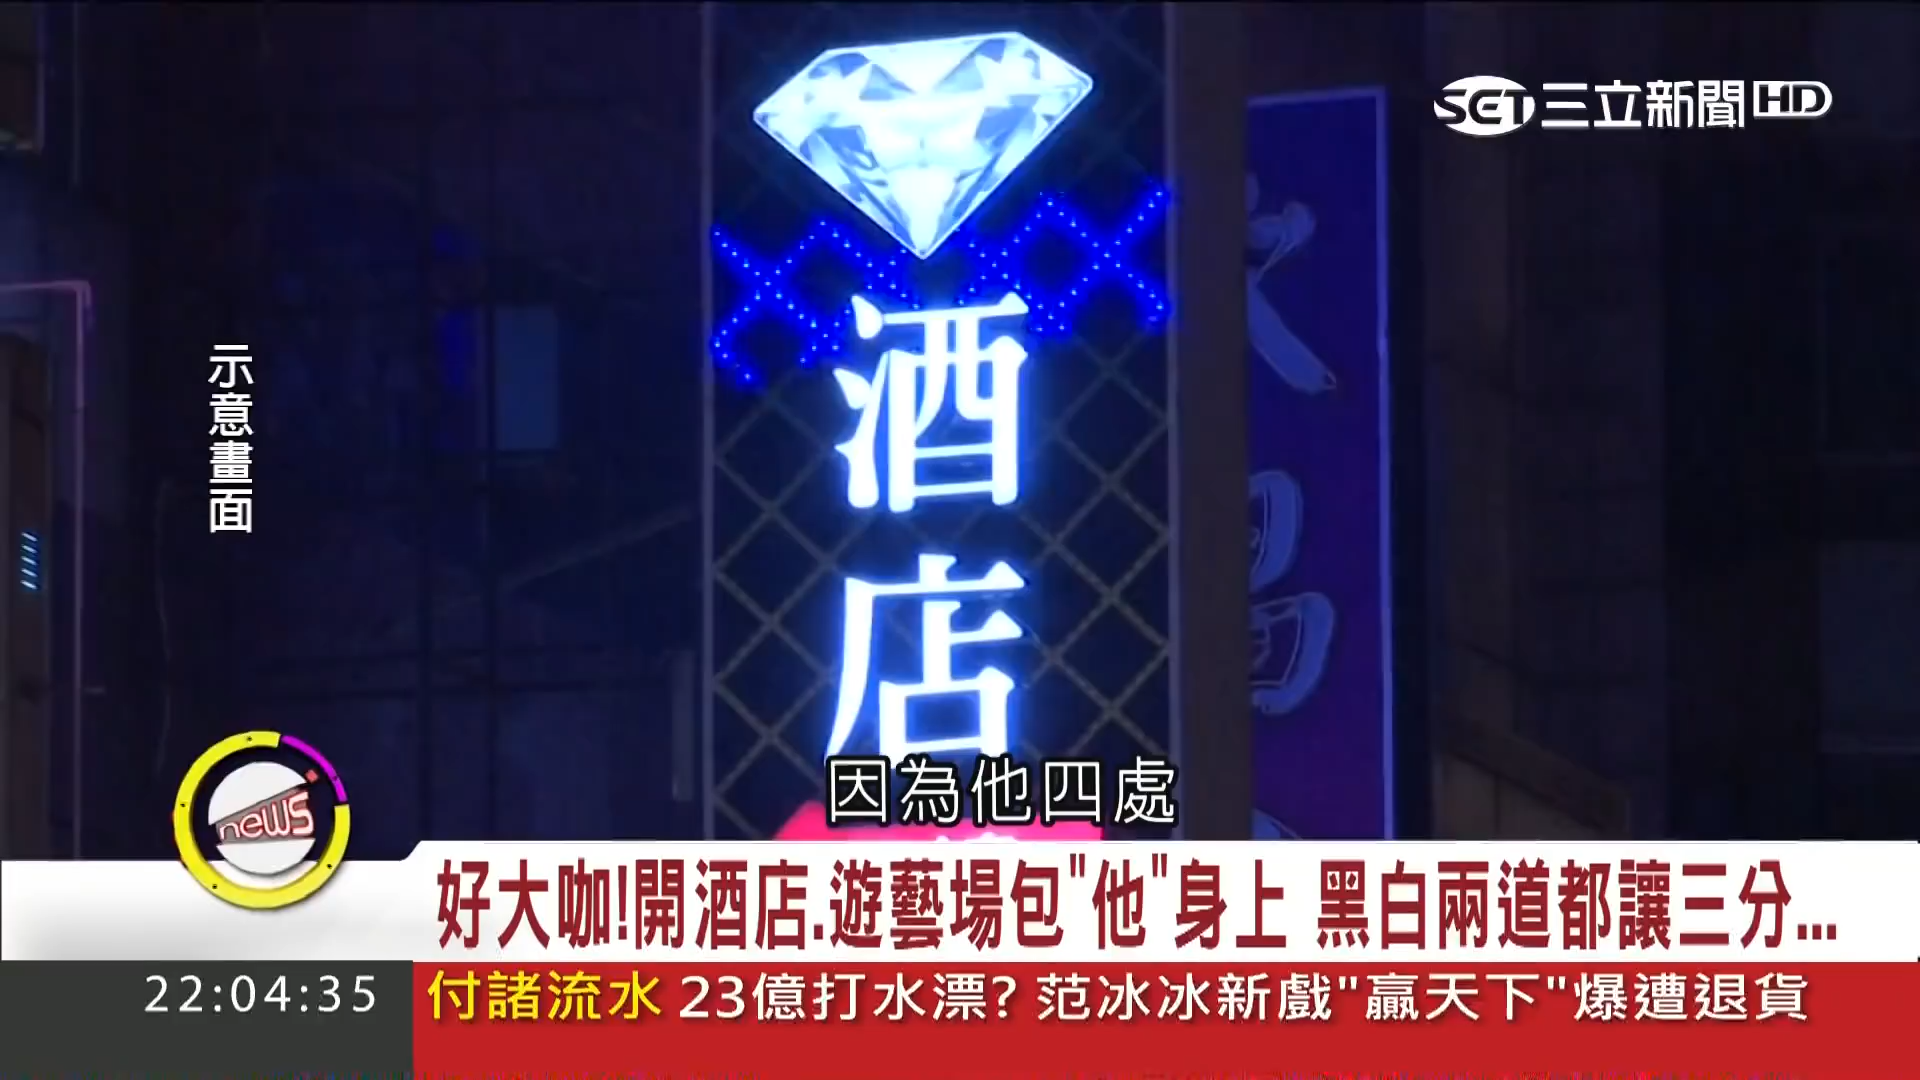 SET三立新聞HD
酒店
示意畫面
因為他四處
news
好大咖!開酒店.遊藝場包"他"身上 黑白兩道都讓三分...
22:04:35
付諸流水 23億打水漂? 范冰冰新戲"贏天下"爆遭退貨